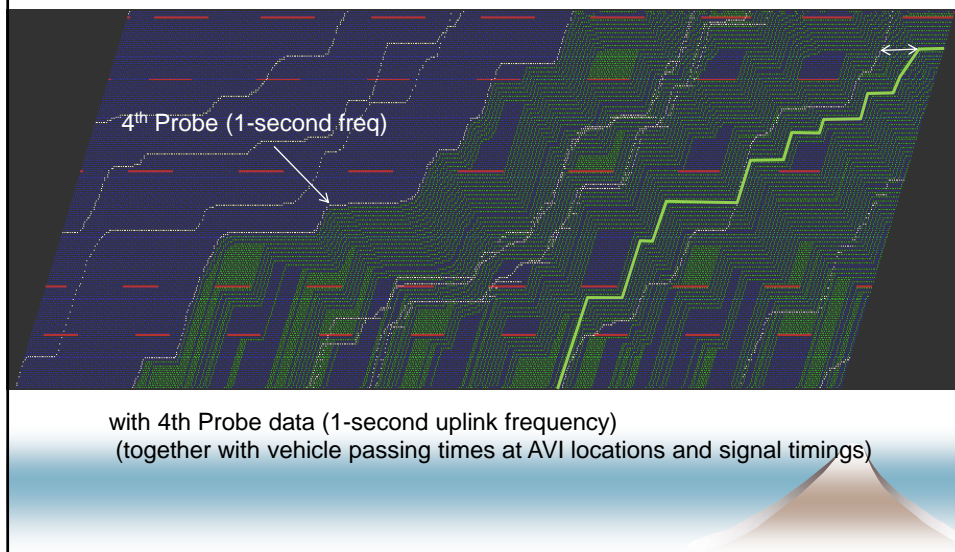 4th Probe (1-second freq)
with 4th Probe data (1-second uplink frequency)
(together with vehicle passing times at AVI locations and signal timings)